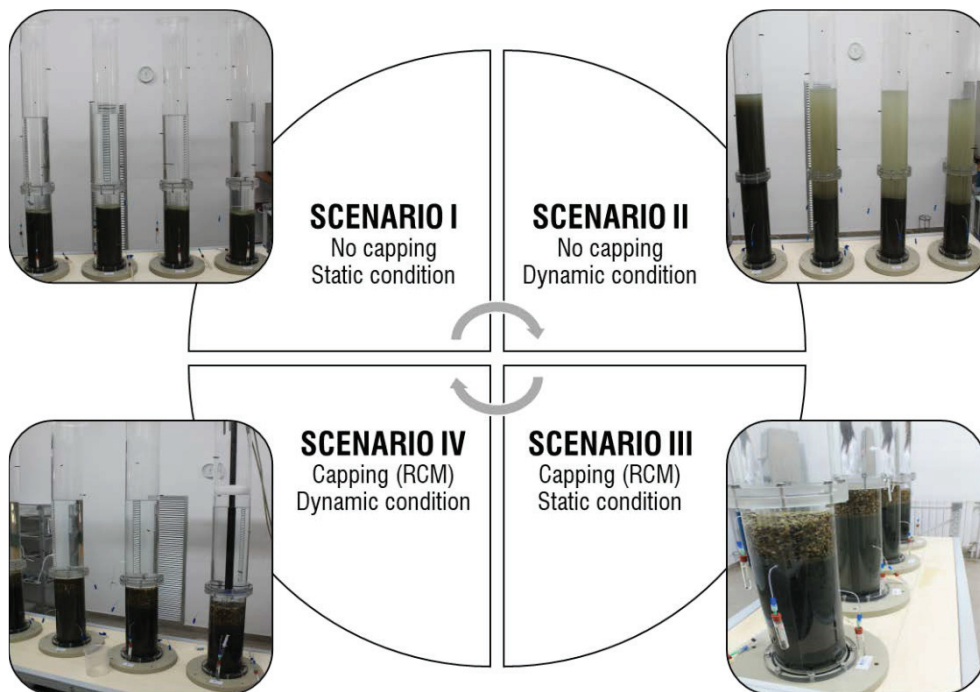 SCENARIO I
No capping
Static condition
SCENARIO II
No capping
Dynamic condition
SCENARIO IV
Capping (RCM)
Dynamic condition
SCENARIO III
Capping (RCM)
Static condition